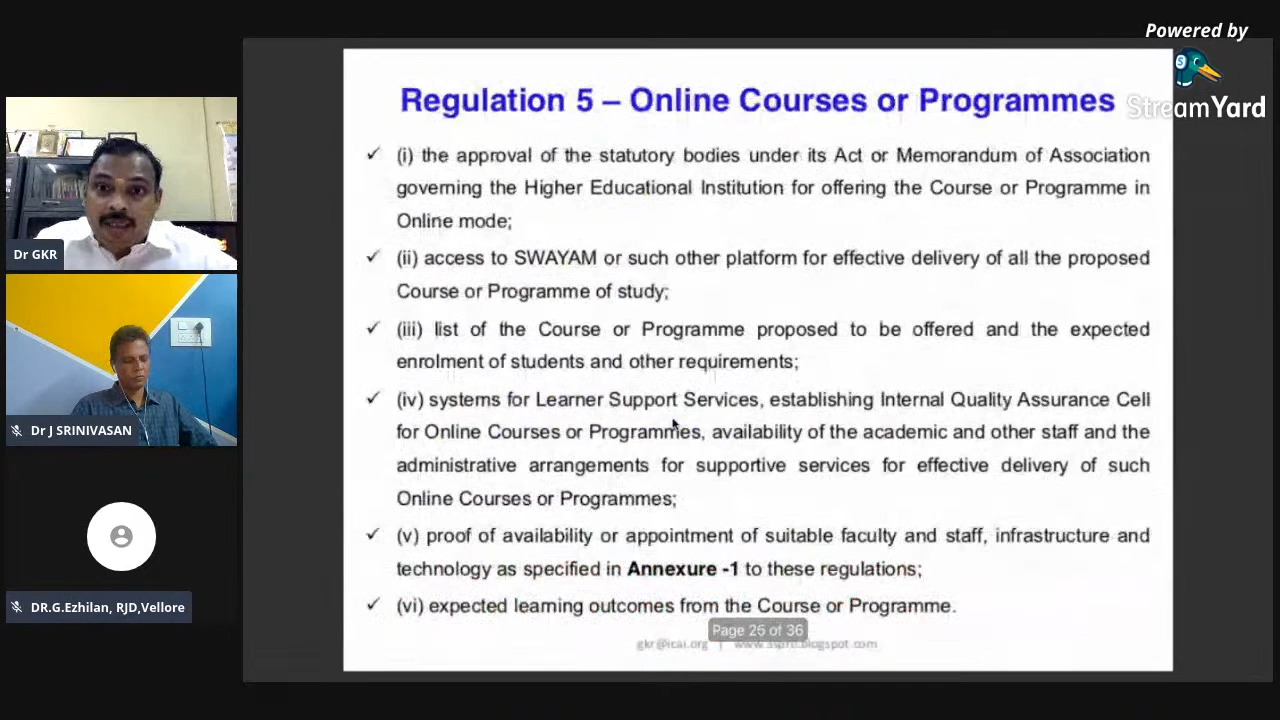 Powered by
StreamYard
Regulation 5 – Online Courses or Programmes
✓ (i) the approval of the statutory bodies under its Act or Memorandum of Association
governing the Higher Educational Institution for offering the Course or Programme in
Online mode;
✓ (ii) access to SWAYAM or such other platform for effective delivery of all the proposed
Course or Programme of study;
✓ (iii) list of the Course or Programme proposed to be offered and the expected
enrolment of students and other requirements;
✓ (iv) systems for Learner Support Services, establishing Internal Quality Assurance Cell
for Online Courses or Programmes, availability of the academic and other staff and the
administrative arrangements for supportive services for effective delivery of such
Online Courses or Programmes;
✓ (v) proof of availability or appointment of suitable faculty and staff, infrastructure and
technology as specified in Annexure -1 to these regulations;
✓ (vi) expected learning outcomes from the Course or Programme.
Page 25 of 36
gkr@icai.org |
Dr GKR
Dr J SRINIVASAN
DR.G.Ezhilan, RJD,Vellore